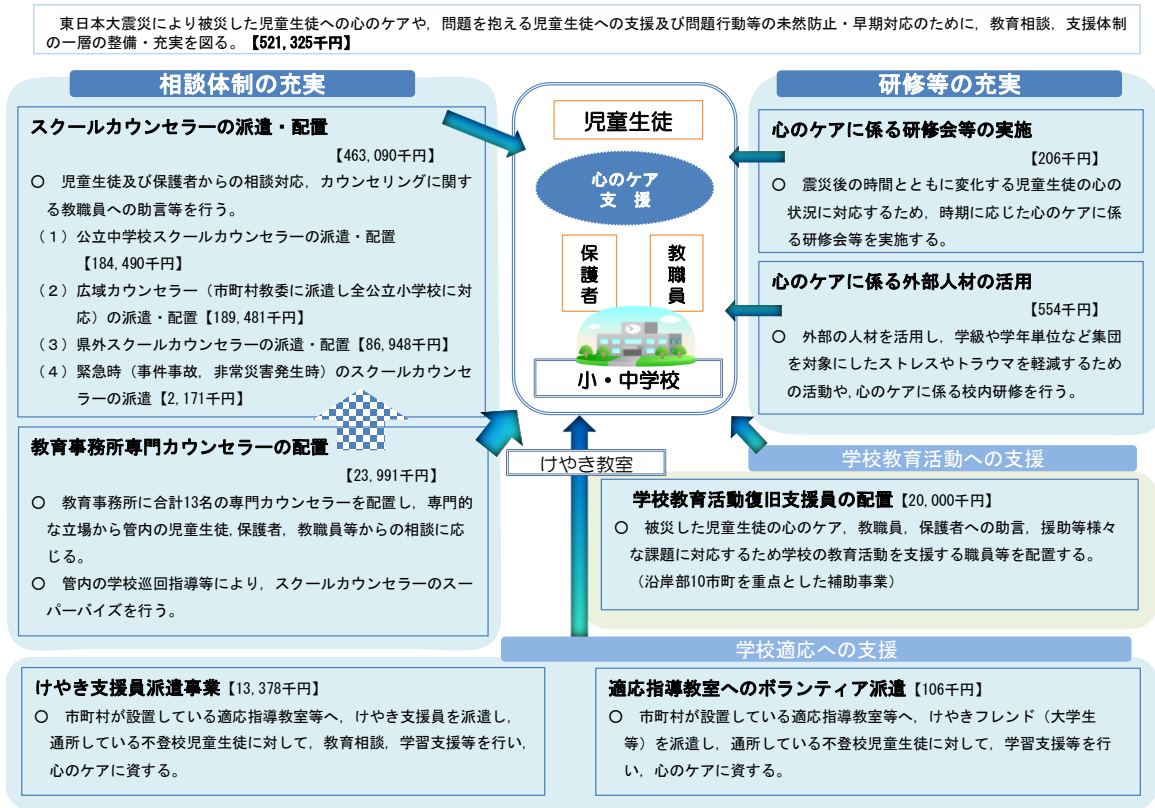 東日本大震災により被災した児童生徒への心のケアや，問題を抱える児童生徒への支援及び問題行動等の未然防止・早期対応のために，教育相談，支援体制
の一層の整備・充実を図る。【521,325千円】
相談体制の充実
スクールカウンセラーの派遣・配置
【463,090千円】
○　児童生徒及び保護者からの相談対応，カウンセリングに関す
る教職員への助言等を行う。
（１）公立中学校スクールカウンセラーの派遣・配置
【184,490千円】
（２）広域カウンセラー（市町村教委に派遣し全公立小学校に対
応）の派遣・配置【189,481千円】
（３）県外スクールカウンセラーの派遣・配置【86,948千円】
（４）緊急時（事件事故，非常災害発生時）のスクールカウンセ
ラーの派遣【2,171千円】
教育事務所専門カウンセラーの配置
【23,991千円】
○　教育事務所に合計13名の専門カウンセラーを配置し，専門的
な立場から管内の児童生徒,保護者，教職員等からの相談に応
じる。
○　管内の学校巡回指導等により，スクールカウンセラーのスー
パーバイズを行う。
児童生徒
心のケア
支　援
保護者
教職員
小・中学校
けやき教室
研修等の充実
心のケアに係る研修会等の実施
【206千円】
○　震災後の時間とともに変化する児童生徒の心の
状況に対応するため，時期に応じた心のケアに係
る研修会等を実施する。
心のケアに係る外部人材の活用
【554千円】
○　外部の人材を活用し，学級や学年単位など集団
を対象にしたストレスやトラウマを軽減するため
の活動や,心のケアに係る校内研修を行う。
学校教育活動への支援
学校教育活動復旧支援員の配置【20,000千円】
○　被災した児童生徒の心のケア，教職員，保護者への助言，援助等様々
な課題に対応するため学校の教育活動を支援する職員等を配置する。
（沿岸部10市町を重点とした補助事業）
学校適応への支援
けやき支援員派遣事業【13,378千円】
○　市町村が設置している適応指導教室等へ，けやき支援員を派遣し，
通所している不登校児童生徒に対して，教育相談，学習支援等を行い，
心のケアに資する。
適応指導教室へのボランティア派遣【106千円】
○　市町村が設置している適応指導教室等へ，けやきフレンド（大学生
等）を派遣し，通所している不登校児童生徒に対して，学習支援等を行
い，心のケアに資する。